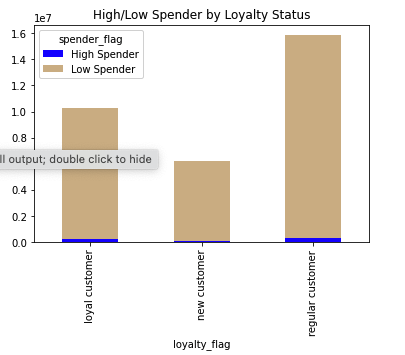 High/Low Spender by Loyalty Status
1e7
spender_flag
High Spender
Low Spender
1.6
1.4
1.2
1.0
0.8
ll output; double click to hide
0.4
0.2
0.0
loyal customer
new customer
regular customer
loyalty_flag